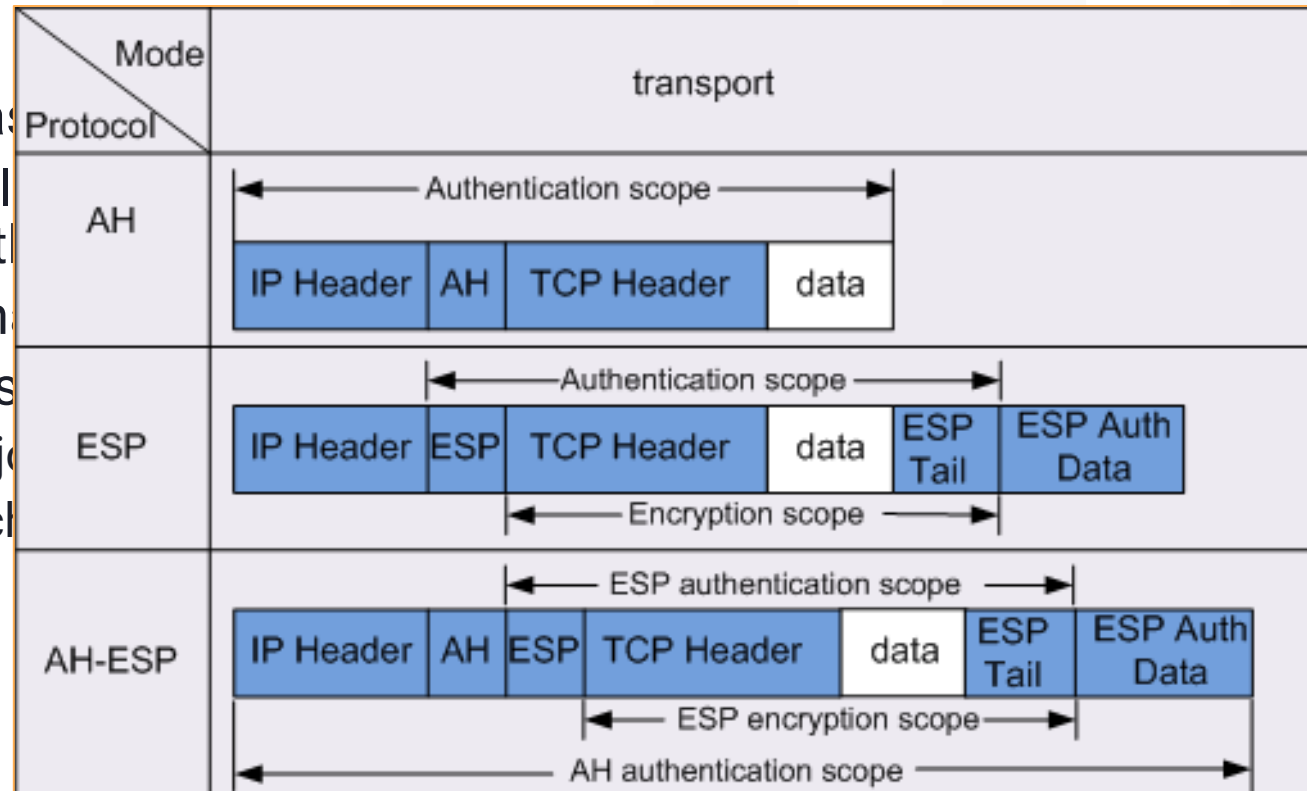 Mode
Protocol
transport
AH
Authentication scope
IP Header AH TCP Header data
ESP
Authentication scope
IP Header ESP TCP Header data ESP Tail ESP Auth Data
Encryption scope
AH-ESP
ESP authentication scope
IP Header AH ESP TCP Header data ESP Tail ESP Auth Data
ESP encryption scope
AH authentication scope